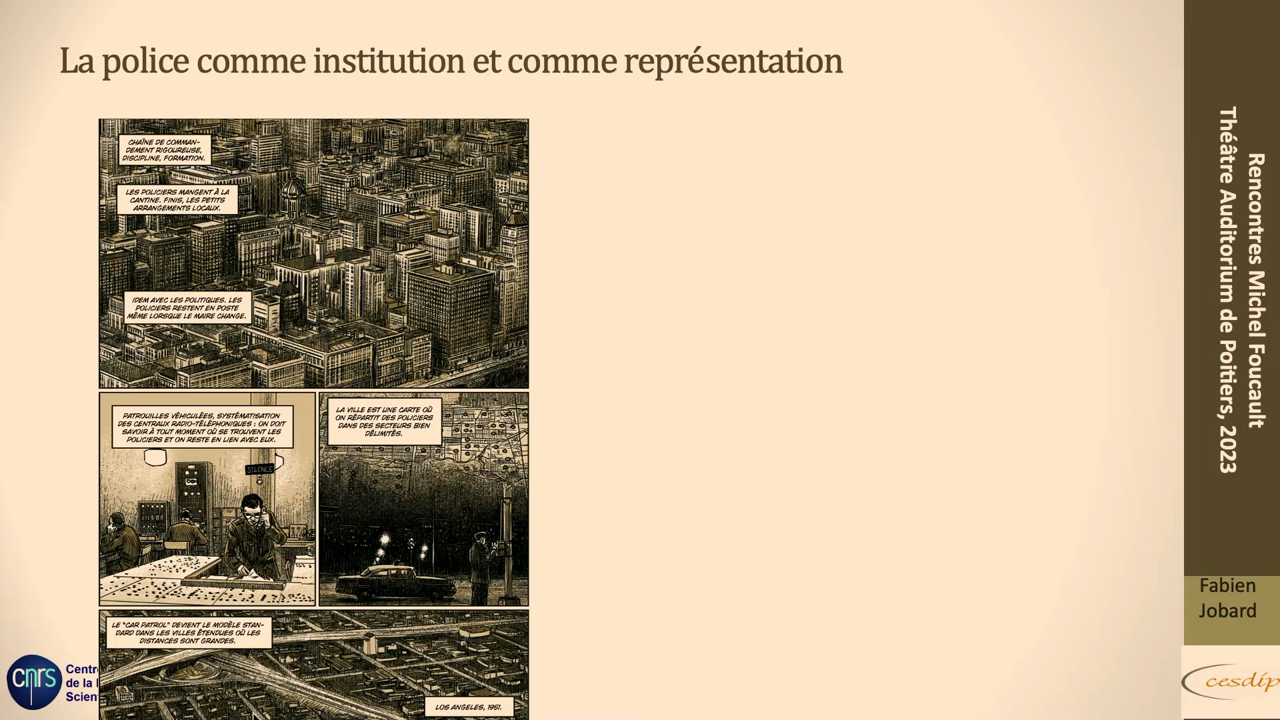 La police comme institution et comme représentation
CHAÎNE DE COMMAN-
DEMENT RIGOUREUSE,
DISCIPLINE, FORMATION.
LES POLICIERS MANGENT À LA
CANTINE. FINIS, LES PETITS
ARRANGEMENTS LOCAUX.
IDEM AVEC LES POLITIQUES. LES
POLICIERS RESTENT EN POSTE
MÊME LORSQUE LE MAIRE CHANGE.
PATROUILLES VÉHICULÉES, SYSTÉMATISATION
DES CENTRAUX RADIO-TÉLÉPHONIQUES : ON DOIT
SAVOIR À TOUT MOMENT OÙ SE TROUVENT LES
POLICIERS ET ON RESTE EN LIEN AVEC EUX.
SILENCE
LA VILLE EST UNE CARTE OÙ
ON RÉPARTIT DES POLICIERS
DANS DES SECTEURS BIEN
DÉLIMITÉS.
LE "CAR PATROL" DEVIENT LE MODÈLE STAN-
DARD DANS LES VILLES ÉTENDUES OÙ LES
DISTANCES SONT GRANDES.
LOS ANGELES, 1951.
cnrs
Centre
de la
Scien
Rencontres Michel Foucault
Théâtre Auditorium de Poitiers, 2023
Fabien
Jobard
cesdip